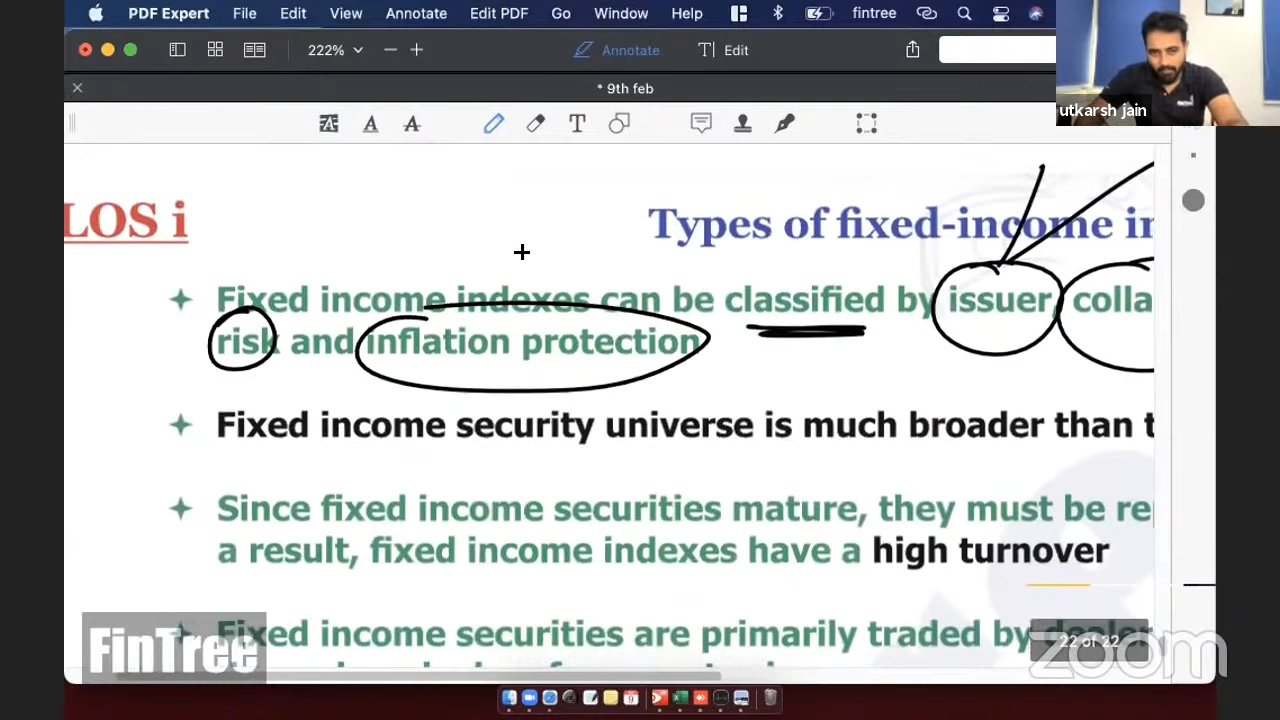 PDF Expert File Edit View Annotate Edit PDF Go Window Help fintree
222% Annotate T Edit
* 9th feb
utkarsh jain
LOS i
Types of fixed-income in
Fixed income indexes can be classified by issuer, colla
risk and inflation protection
Fixed income security universe is much broader than t
Since fixed income securities mature, they must be rep
a result, fixed income indexes have a high turnover
Fixed income securities are primarily traded by dealer
22 of 22
FinTree
zoom